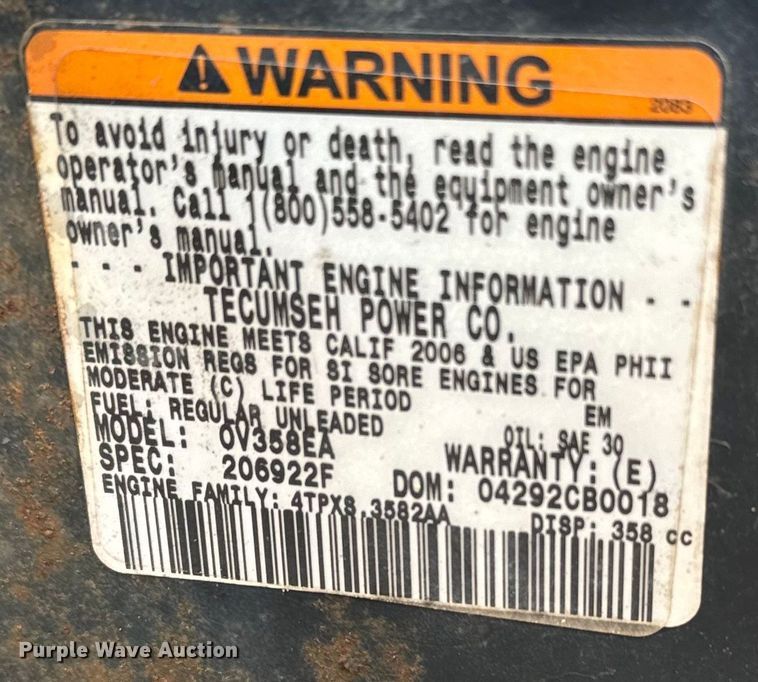 WARNING
2083
To avoid injury or death, read the engine
operator's manual and the equipment owner's
manual. Call 1(800)558-5402 for engine
owner's manual.
- - - IMPORTANT ENGINE INFORMATION - -
TECUMSEH POWER CO.
THIS ENGINE MEETS CALIF 2006 & US EPA PHII
EMISSION REGS FOR SI SORE ENGINES FOR
MODERATE (C) LIFE PERIOD
EM
FUEL: REGULAR UNLEADED OIL: SAE 30
MODEL: OV358EA WARRANTY: (E)
SPEC: 206922F DOM: 04292CB0018
ENGINE FAMILY: 4TPXS.3582AA DISP: 358 cc
Purple Wave Auction